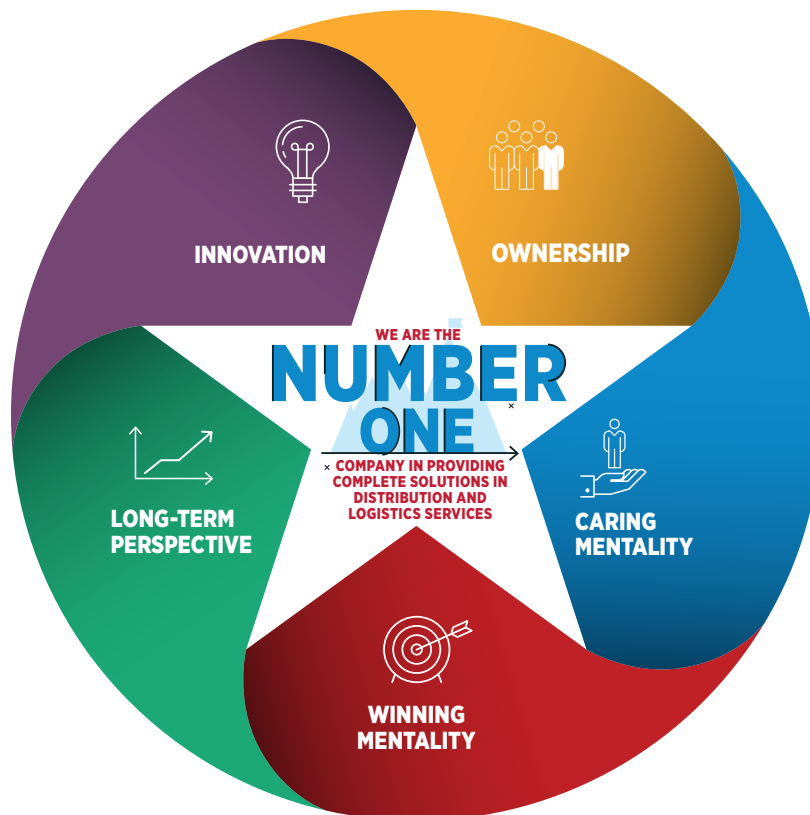 INNOVATION
OWNERSHIP
WE ARE THE
NUMBER
ONE
COMPANY IN PROVIDING
COMPLETE SOLUTIONS IN
DISTRIBUTION AND
LOGISTICS SERVICES
LONG-TERM
PERSPECTIVE
CARING
MENTALITY
WINNING
MENTALITY